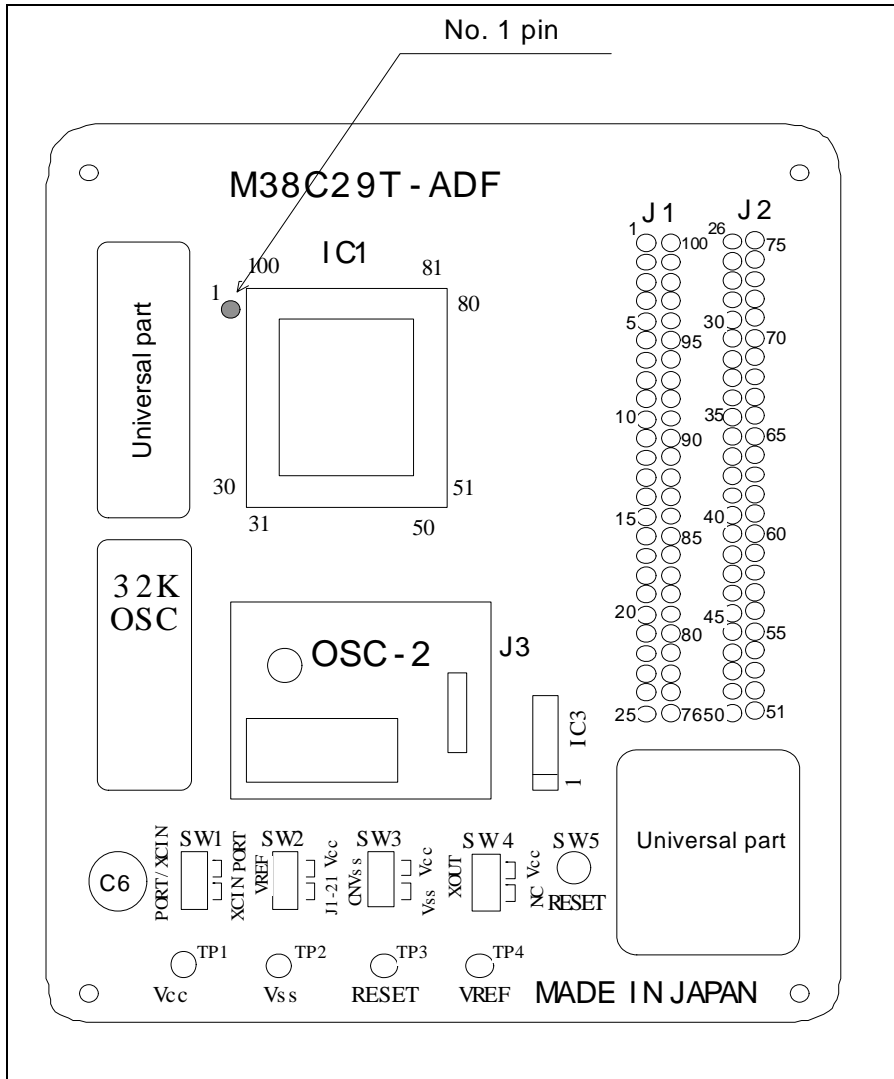 No. 1 pin
M38C29T-ADF
J1
J2
1
100
26
75
IC1
100
81
1
80
5
95
30
70
Universal part
10
90
35
65
30
51
31
50
15
85
40
60
32K
OSC
20
80
45
55
OSC-2
J3
25
76
50
51
IC3
1
Universal part
SW1
SW2
SW3
SW4
SW5
PORT/XCIN
XCIN PORT
VREF
J1-21 Vcc
CNVss
Vss Vcc
XOUT
NC Vcc
RESET
C6
TP1
TP2
TP3
TP4
Vcc
Vss
RESET
VREF
MADE IN JAPAN